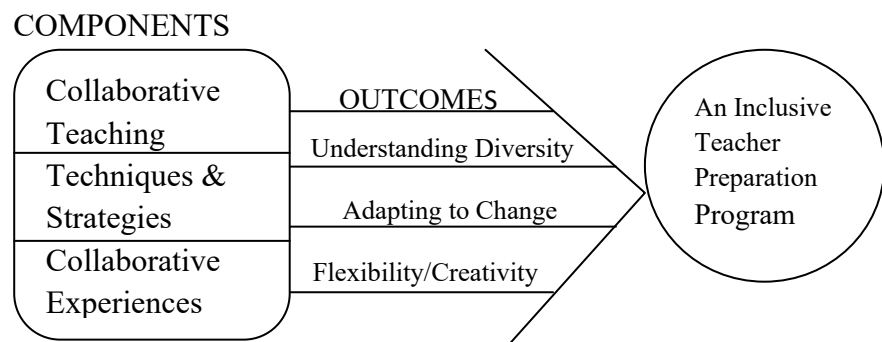 COMPONENTS
Collaborative
Teaching
Techniques &
Strategies
Collaborative
Experiences
OUTCOMES
Understanding Diversity
Adapting to Change
Flexibility/Creativity
An Inclusive
Teacher
Preparation
Program